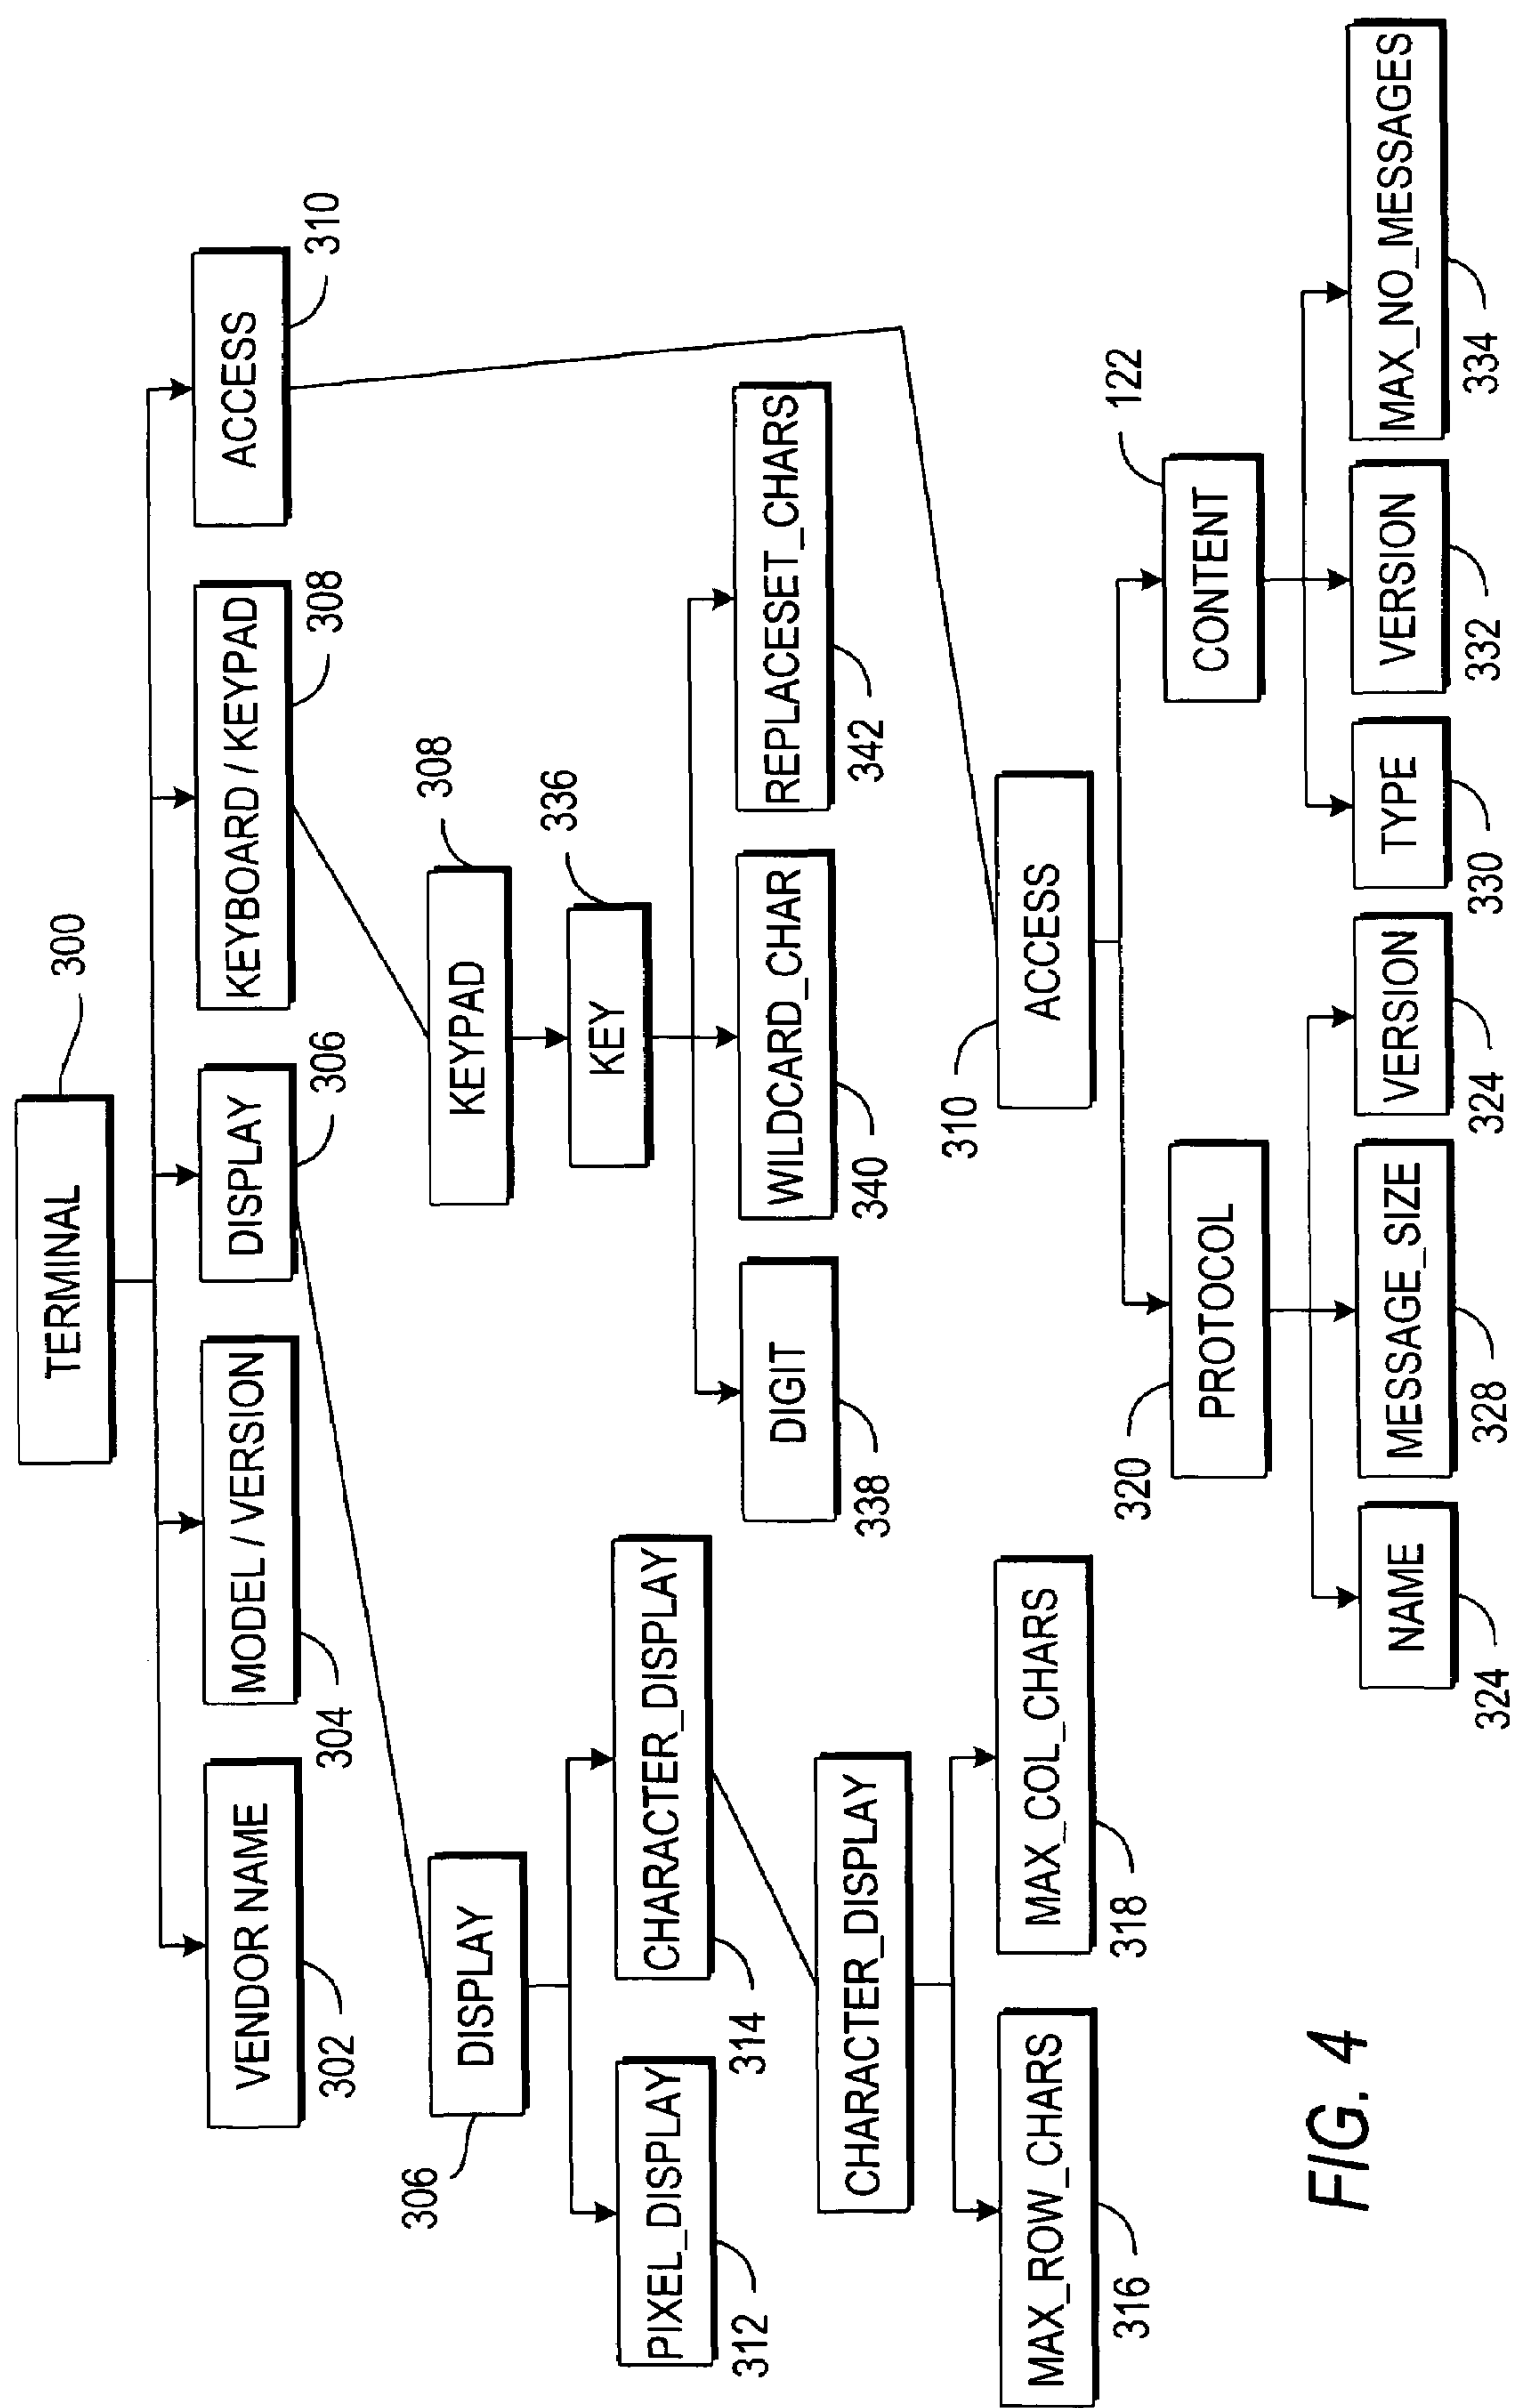 TERMINAL
300
VENDOR NAME
302
MODEL / VERSION
304
DISPLAY
306
KEYBOARD / KEYPAD
308
ACCESS
310
DISPLAY
306
PIXEL_DISPLAY
312
CHARACTER_DISPLAY
314
CHARACTER_DISPLAY
MAX_ROW_CHARS
316
MAX_COL_CHARS
318
KEYPAD
308
KEY
336
DIGIT
338
WILDCARD_CHAR
340
REPLACESET_CHARS
342
ACCESS
310
PROTOCOL
320
CONTENT
122
NAME
324
MESSAGE_SIZE
328
VERSION
324
TYPE
330
VERSION
332
MAX_NO_MESSAGES
334
FIG. 4